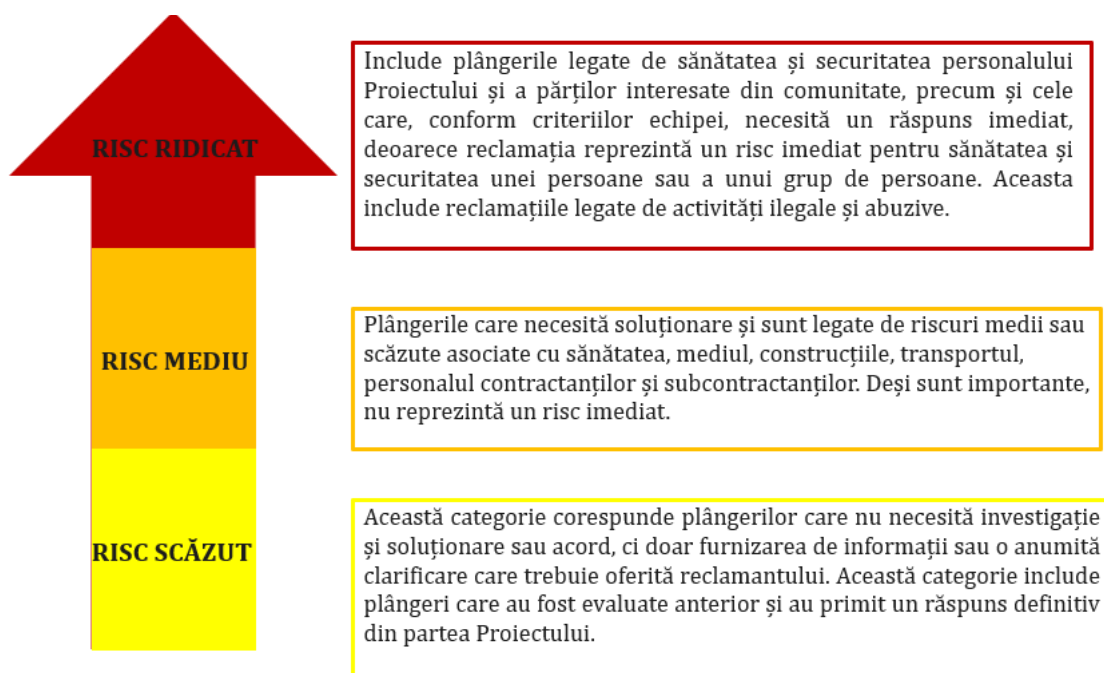 RISC RIDICAT
Include plângerile legate de sănătatea și securitatea personalului
Proiectului și a părților interesate din comunitate, precum și cele
care, conform criteriilor echipei, necesită un răspuns imediat,
deoarece reclamația reprezintă un risc imediat pentru sănătatea și
securitatea unei persoane sau a unui grup de persoane. Aceasta
include reclamațiile legate de activități ilegale și abuzive.
RISC MEDIU
Plângerile care necesită soluționare și sunt legate de riscuri medii sau
scăzute asociate cu sănătatea, mediul, construcțiile, transportul,
personalul contractanților și subcontractanților. Deși sunt importante,
nu reprezintă un risc imediat.
RISC SCĂZUT
Această categorie corespunde plângerilor care nu necesită investigație
și soluționare sau acord, ci doar furnizarea de informații sau o anumită
clarificare care trebuie oferită reclamantului. Această categorie include
plângeri care au fost evaluate anterior și au primit un răspuns definitiv
din partea Proiectului.